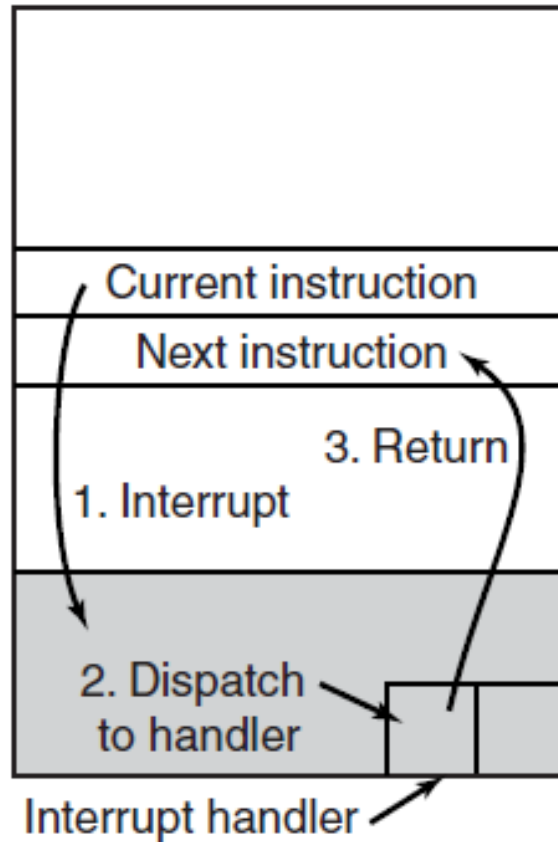 Current instruction
Next instruction
3. Return
1. Interrupt
2. Dispatch
to handler
Interrupt handler